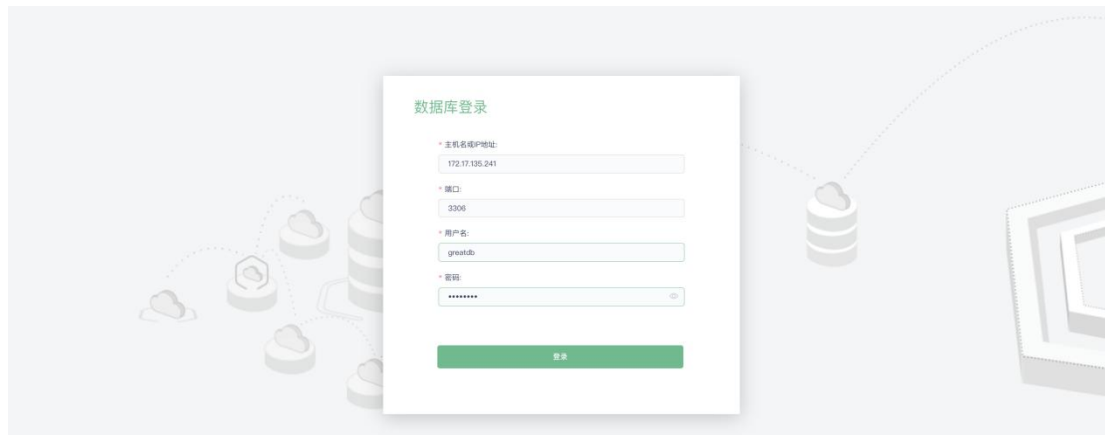 数据库登录
* 主机名或IP地址:
172.17.135.241
* 端口:
3306
* 用户名:
greatdb
* 密码:
••••••••
登录